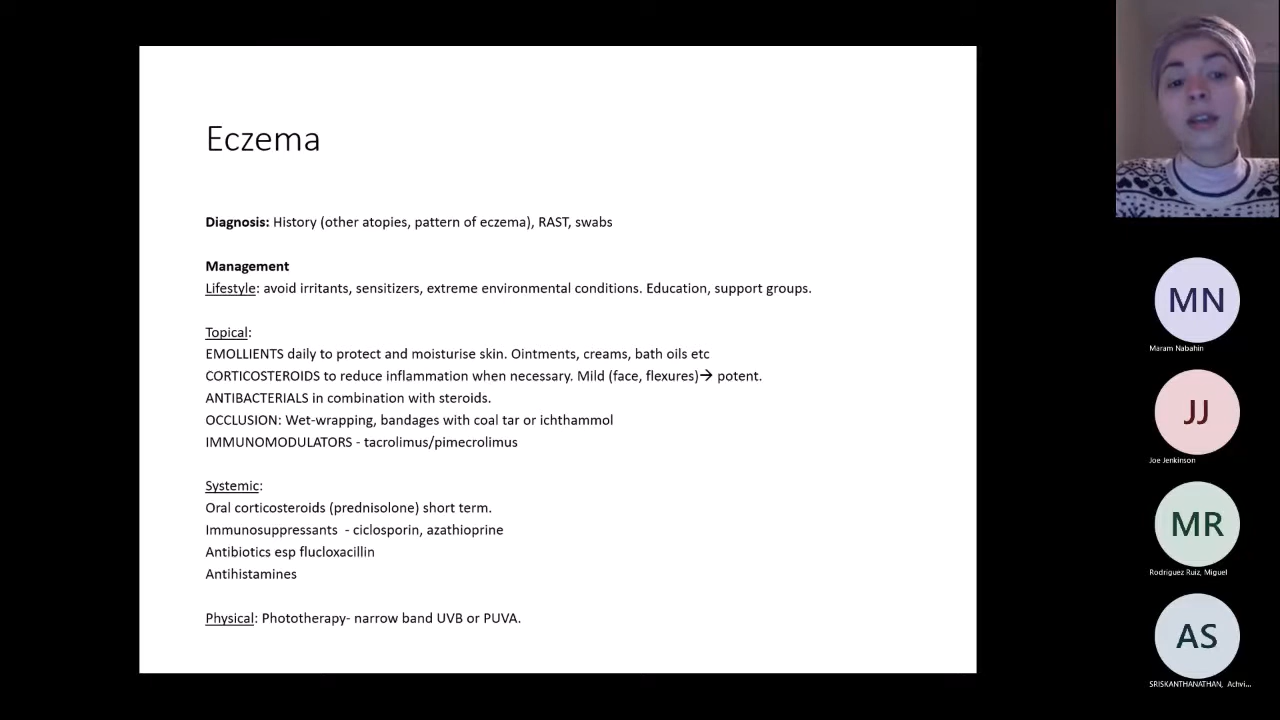 Eczema
Diagnosis: History (other atopies, pattern of eczema), RAST, swabs
Management
Lifestyle: avoid irritants, sensitizers, extreme environmental conditions. Education, support groups.
Topical:
EMOLLIENTS daily to protect and moisturise skin. Ointments, creams, bath oils etc
CORTICOSTEROIDS to reduce inflammation when necessary. Mild (face, flexures)→ potent.
ANTIBACTERIALS in combination with steroids.
OCCLUSION: Wet-wrapping, bandages with coal tar or ichthammol
IMMUNOMODULATORS - tacrolimus/pimecrolimus
Systemic:
Oral corticosteroids (prednisolone) short term.
Immunosuppressants  - ciclosporin, azathioprine
Antibiotics esp flucloxacillin
Antihistamines
Physical: Phototherapy- narrow band UVB or PUVA.
MN
Maram Nabahin
JJ
Joe Jenkinson
MR
Rodriguez Ruiz, Miguel
AS
SRISKANTHANATHAN, Achvi...